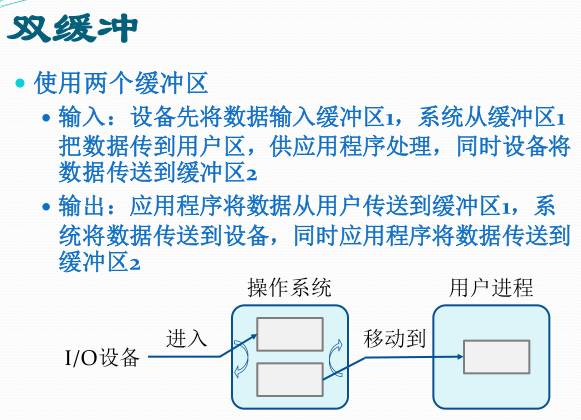 双缓冲
使用两个缓冲区
输入：设备先将数据输入缓冲区1，系统从缓冲区1
把数据传到用户区，供应用程序处理，同时设备将
数据传送到缓冲区2
输出：应用程序将数据从用户传送到缓冲区1，系
统将数据传送到设备，同时应用程序将数据传送到
缓冲区2
操作系统
用户进程
进入
移动到
I/O设备